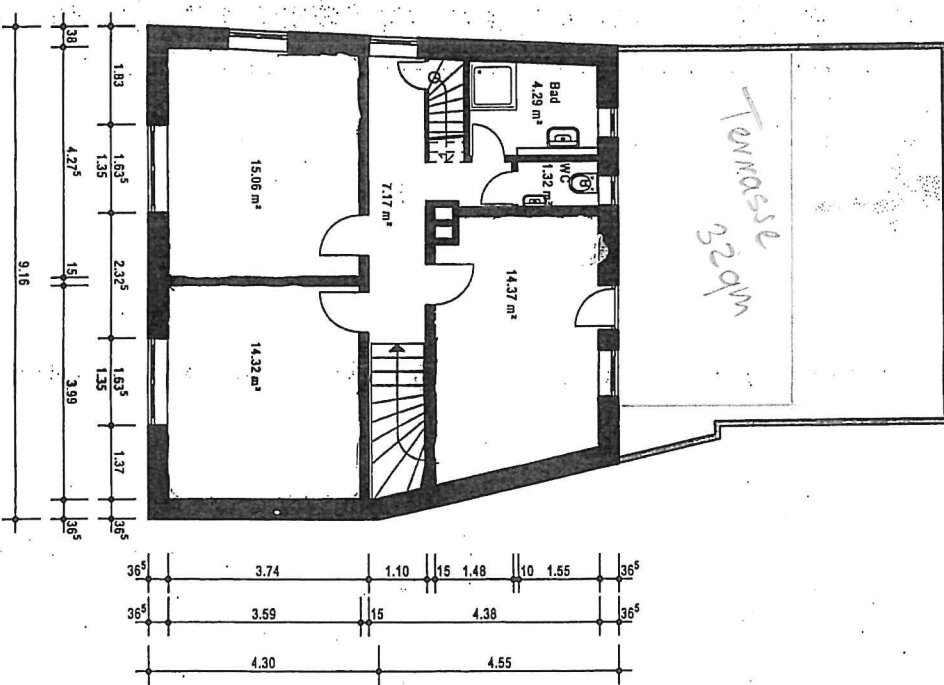 Bad
4.29 m²
WC
1.32 m²
15.06 m²
7.17 m²
14.37 m²
14.32 m²
Terrasse
32qm
38
1.83
4.27⁵
1.63⁵
1.35
9.16
15
2.32⁵
3.99
1.63⁵
1.35
1.37
36⁵
36⁵
36⁵ 3.74 1.10 15 1.48 10 1.55 36⁵
36⁵ 3.59 15 4.38 36⁵
4.30 4.55